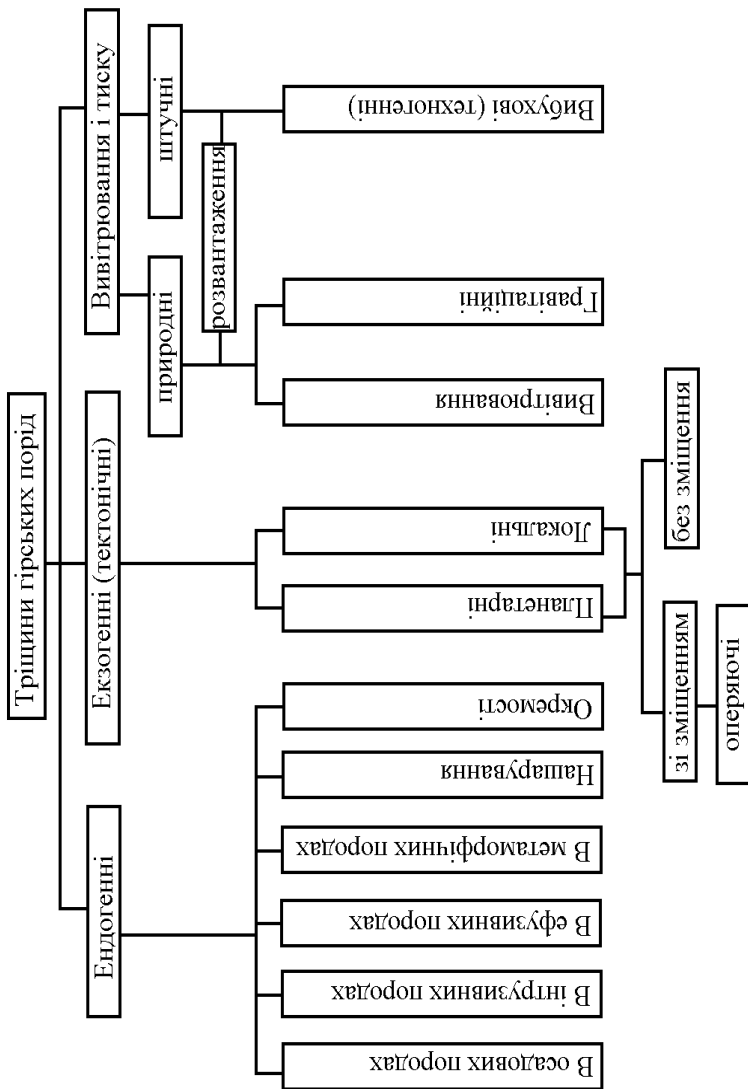 Тріщини гірських порід
Ендогенні
Екзогенні (тектонічні)
Вивітрювання і тиску
природні
штучні
розвантаження
В осадових породах
В інтрузивних породах
В ефузивних породах
В метаморфічних породах
Нашарування
Окремості
Планетарні
Локальні
Вивітрювання
Гравітаційні
Вибухові (техногенні)
зі зміщенням
без зміщення
оперяючі